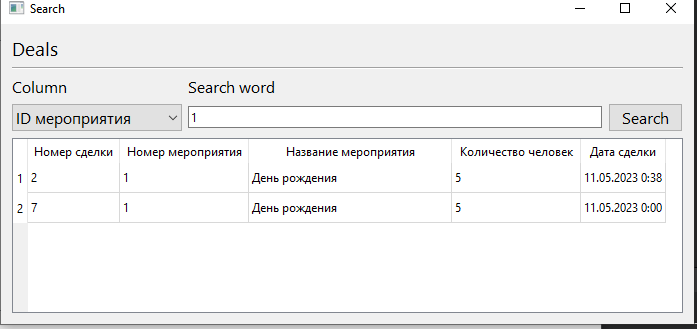 Search
Deals
Column Search word
ID мероприятия 1 Search
Номер сделки Номер мероприятия Название мероприятия Количество человек Дата сделки
1 2 1 День рождения 5 11.05.2023 0:38
2 7 1 День рождения 5 11.05.2023 0:00